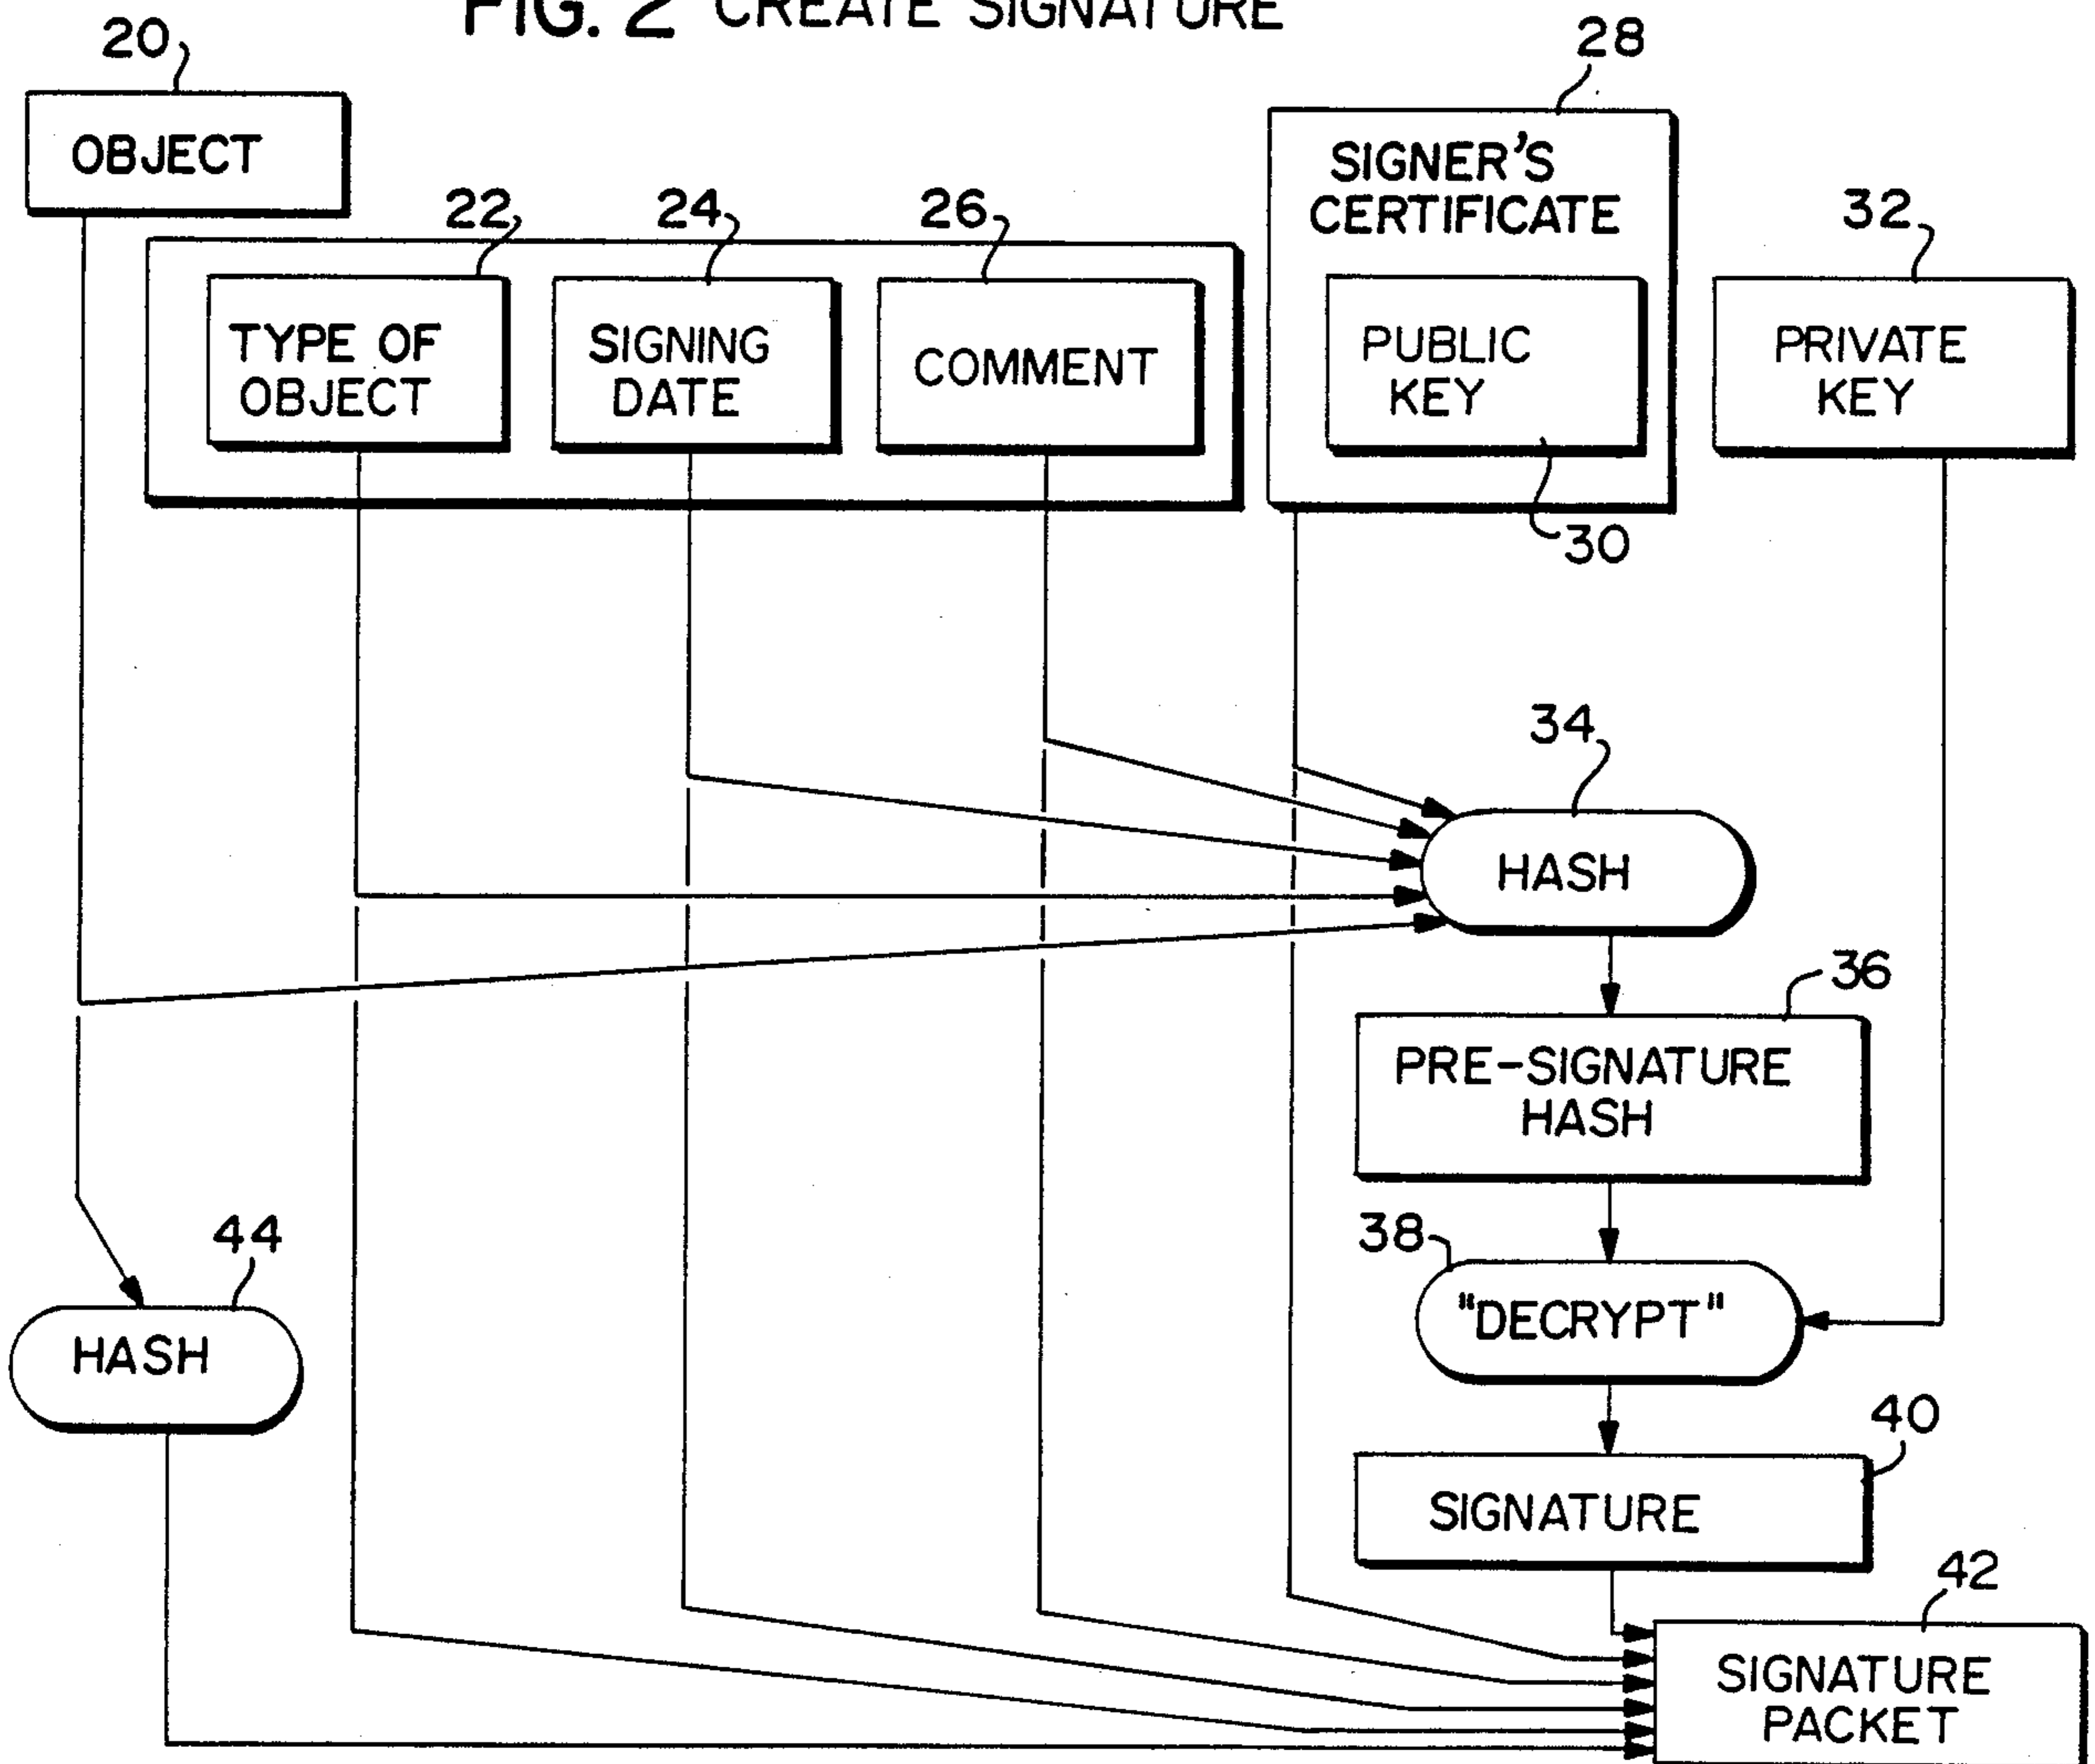 FIG. 2 CREATE SIGNATURE
20
28
OBJECT
SIGNER'S
CERTIFICATE
22
24
26
32
TYPE OF
OBJECT
SIGNING
DATE
COMMENT
PUBLIC
KEY
PRIVATE
KEY
30
34
HASH
36
PRE-SIGNATURE
HASH
44
38
HASH
"DECRYPT"
40
SIGNATURE
42
SIGNATURE
PACKET